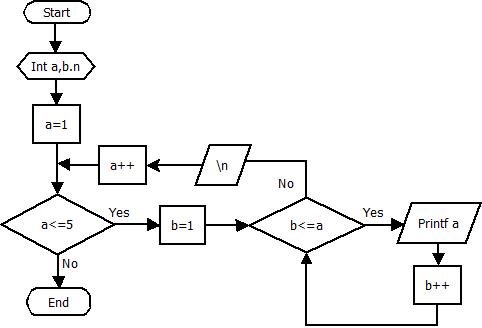 Start
Int a,b.n
a=1
a++
\n
No
a<=5
Yes
b=1
b<=a
Yes
Printf a
No
b++
End